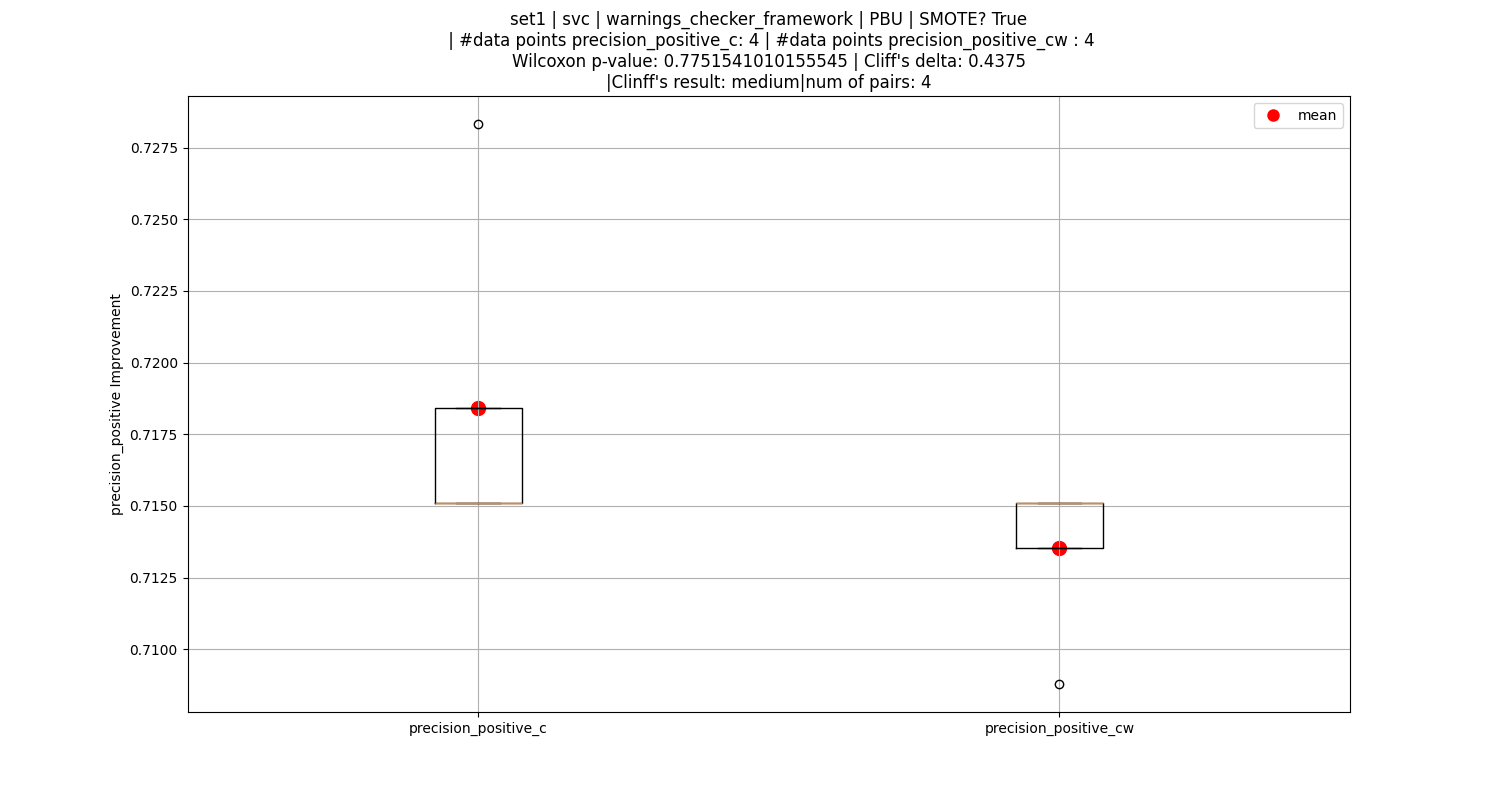 set1 | svc | warnings_checker_framework | PBU | SMOTE? True
| #data points precision_positive_c: 4 | #data points precision_positive_cw : 4
Wilcoxon p-value: 0.7751541010155545 | Cliff's delta: 0.4375
|Clinff's result: medium|num of pairs: 4
mean
0.7275
0.7250
0.7225
0.7200
0.7175
0.7150
0.7125
0.7100
precision_positive Improvement
precision_positive_c
precision_positive_cw